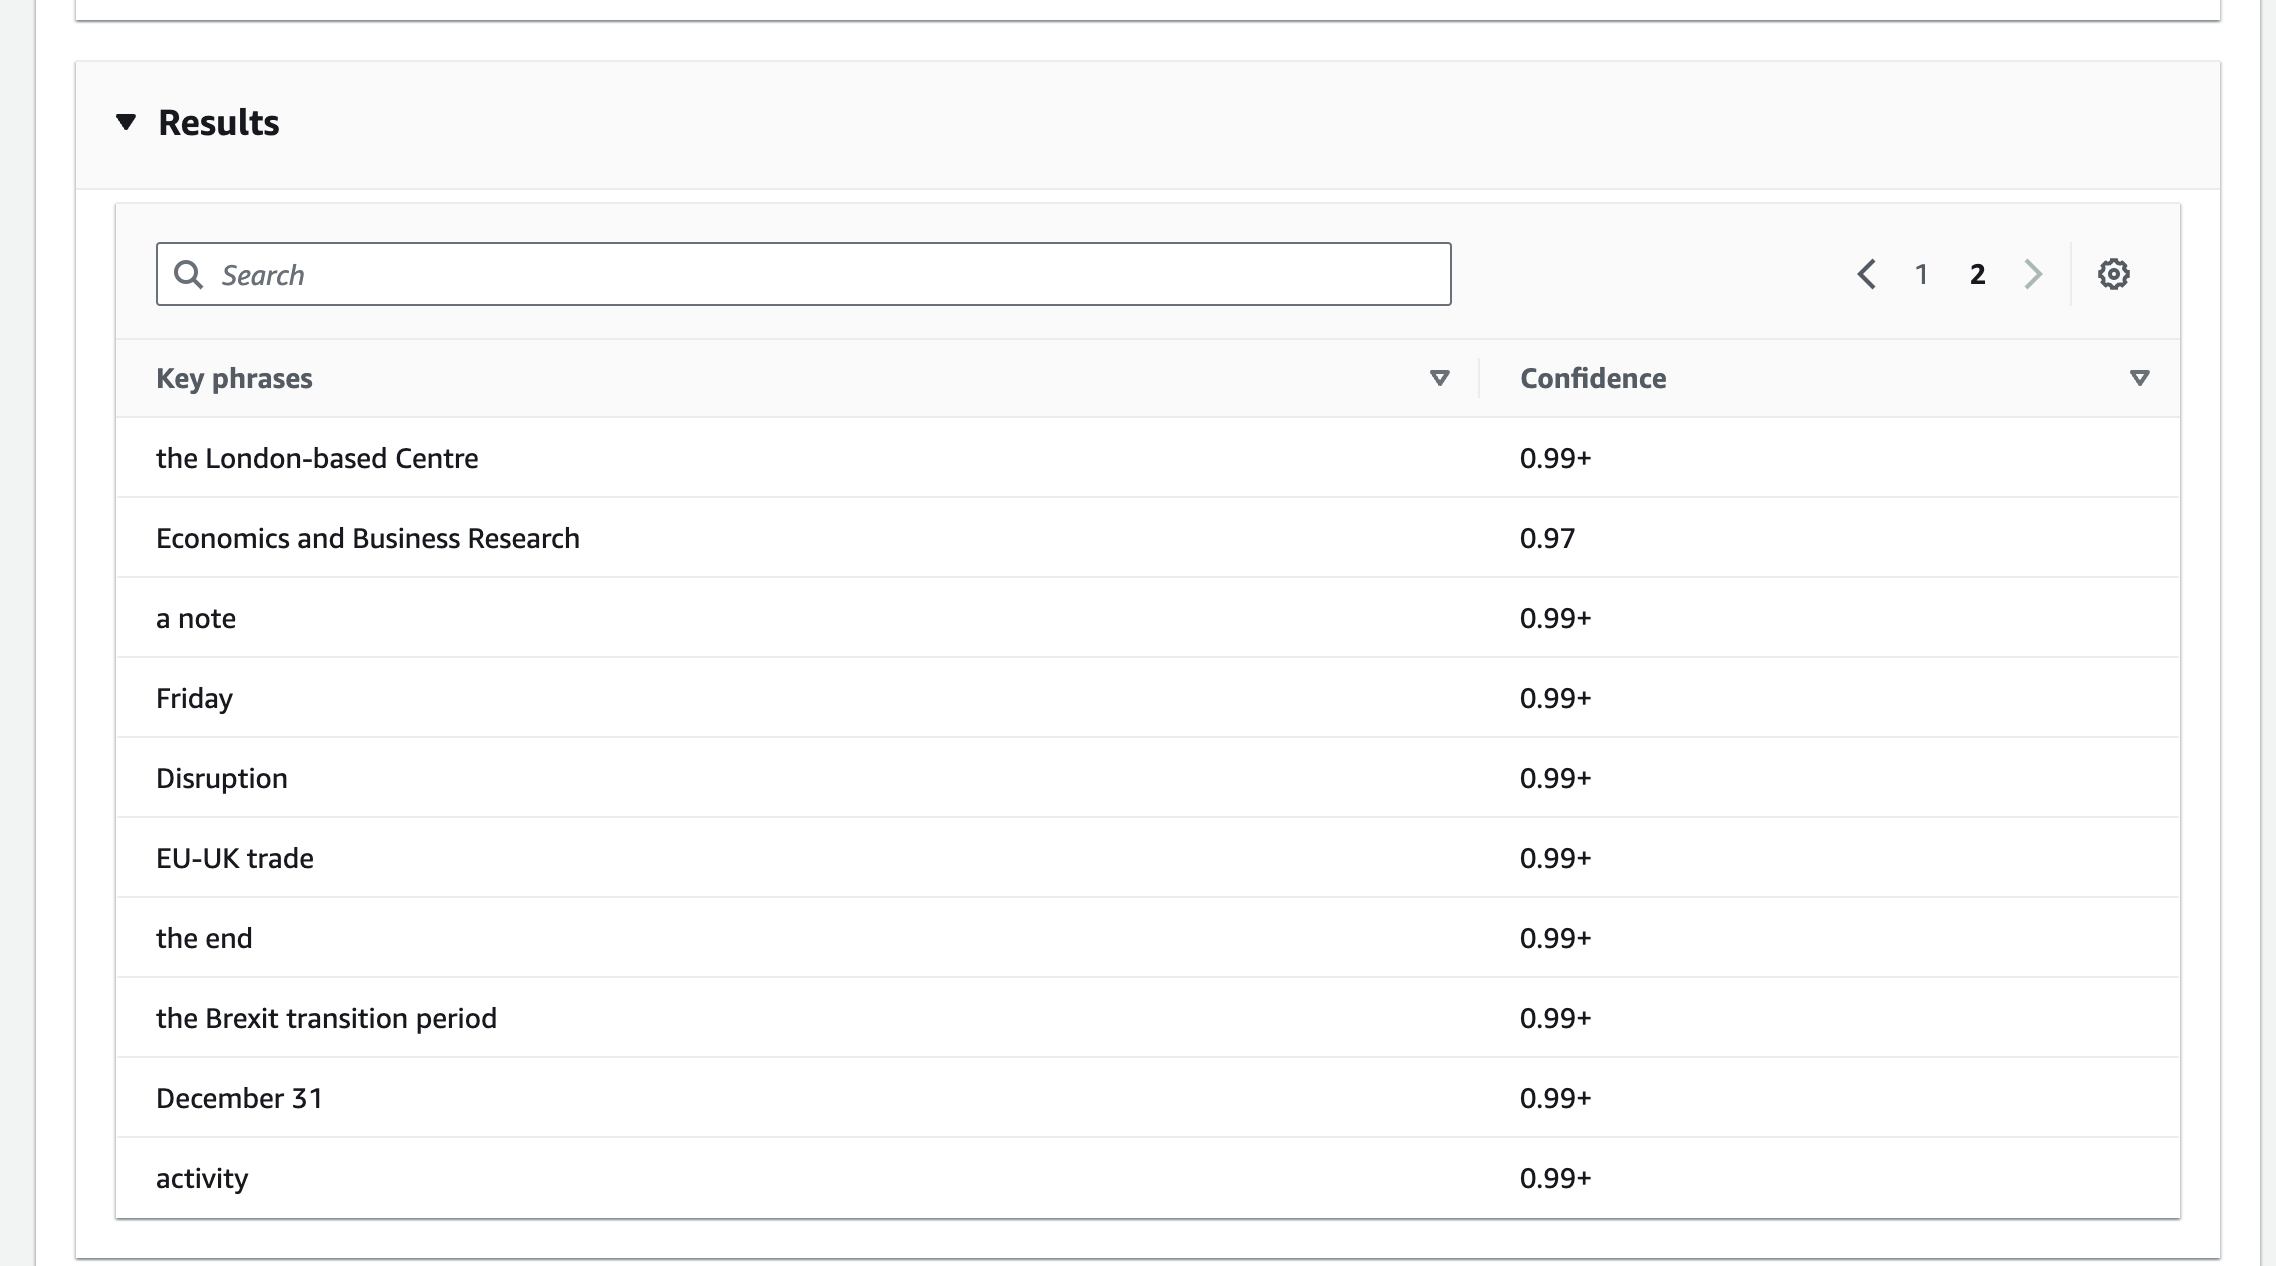 Results
Search
1 2
Key phrases Confidence
the London-based Centre 0.99+
Economics and Business Research 0.97
a note 0.99+
Friday 0.99+
Disruption 0.99+
EU-UK trade 0.99+
the end 0.99+
the Brexit transition period 0.99+
December 31 0.99+
activity 0.99+